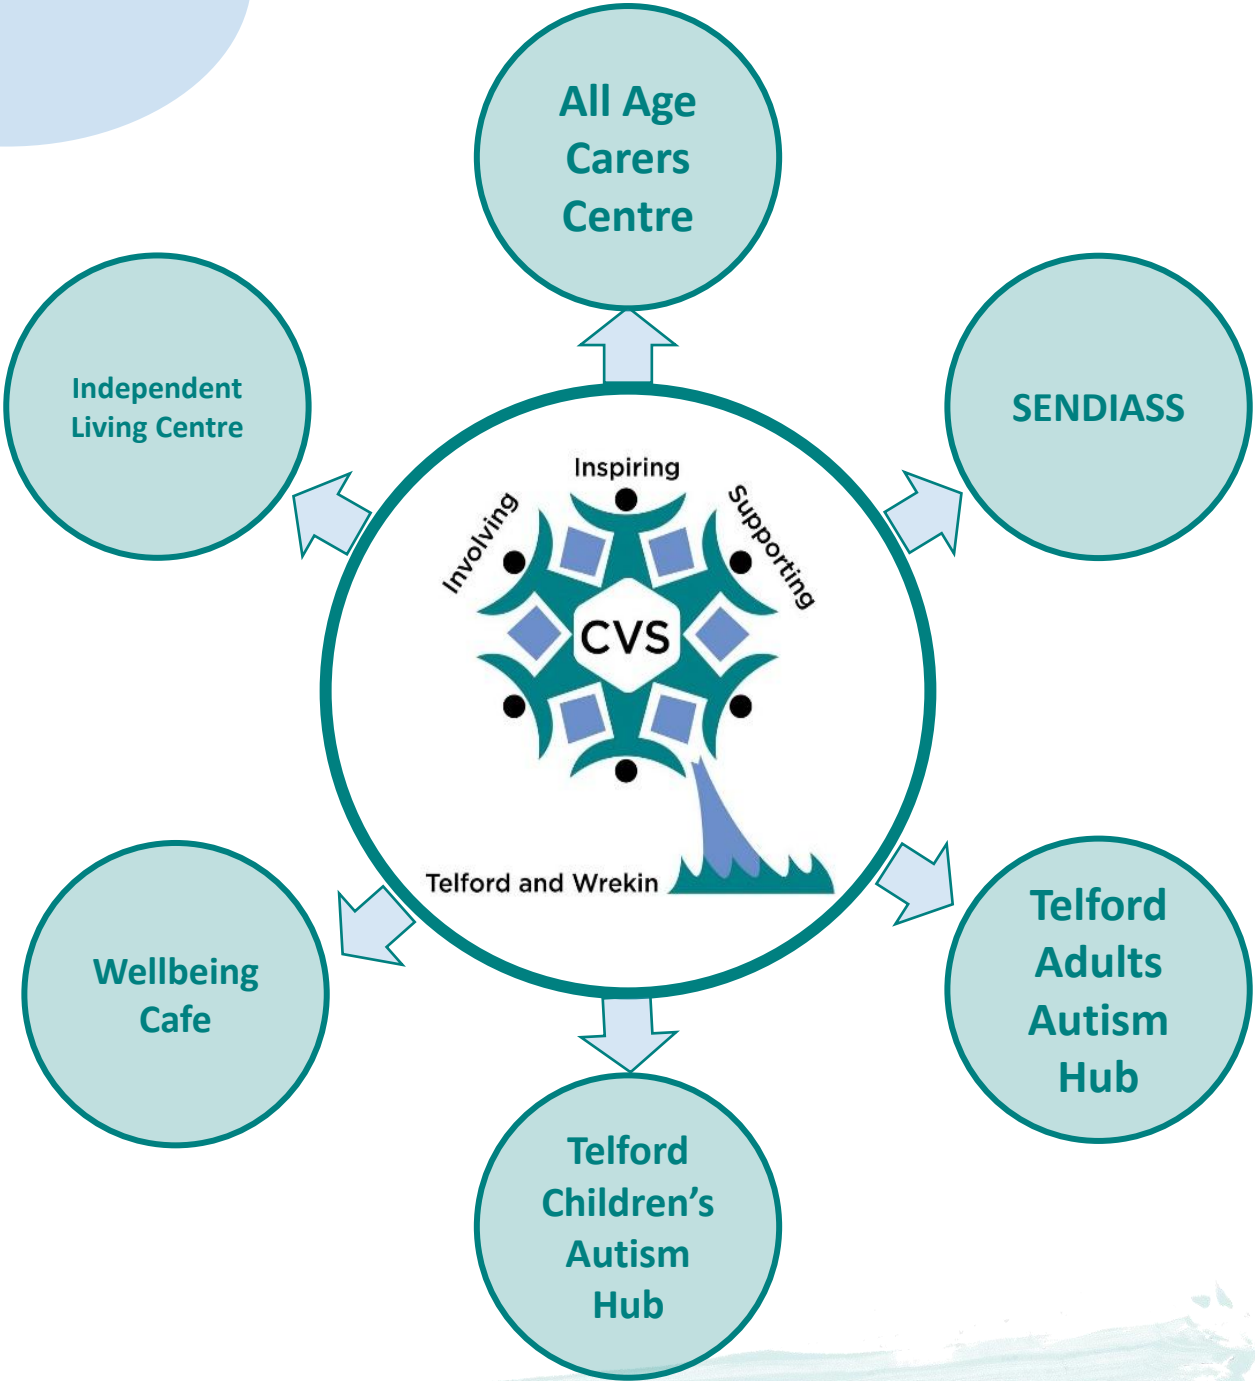 All Age
Carers
Centre
Independent
Living Centre
SENDIASS
Inspiring
Involving
Supporting
CVS
Telford and Wrekin
Wellbeing
Cafe
Telford
Adults
Autism
Hub
Telford
Children’s
Autism
Hub